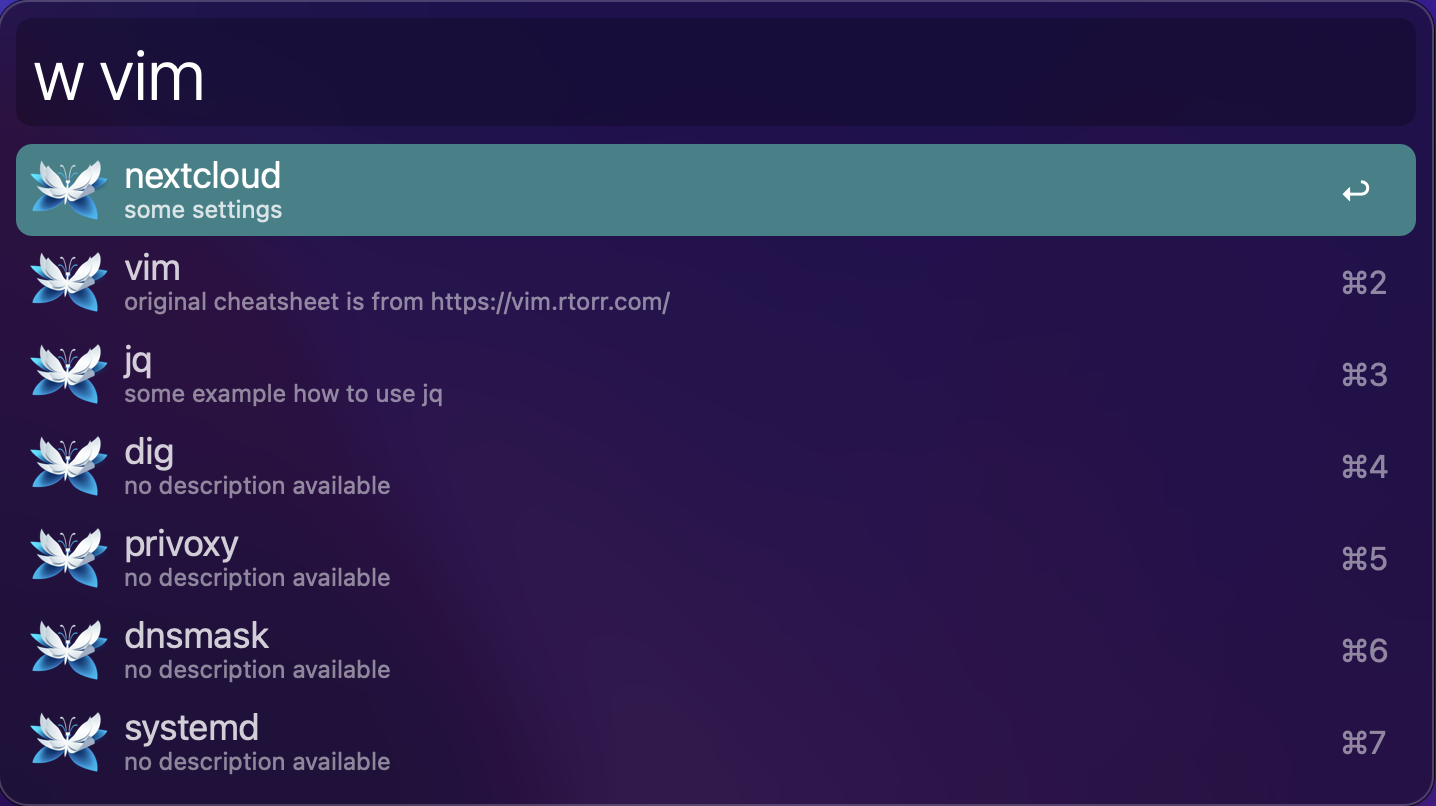 w vim
nextcloud
some settings
↩
vim
original cheatsheet is from https://vim.rtorr.com/
⌘2
jq
some example how to use jq
⌘3
dig
no description available
⌘4
privoxy
no description available
⌘5
dnsmask
no description available
⌘6
systemd
no description available
⌘7